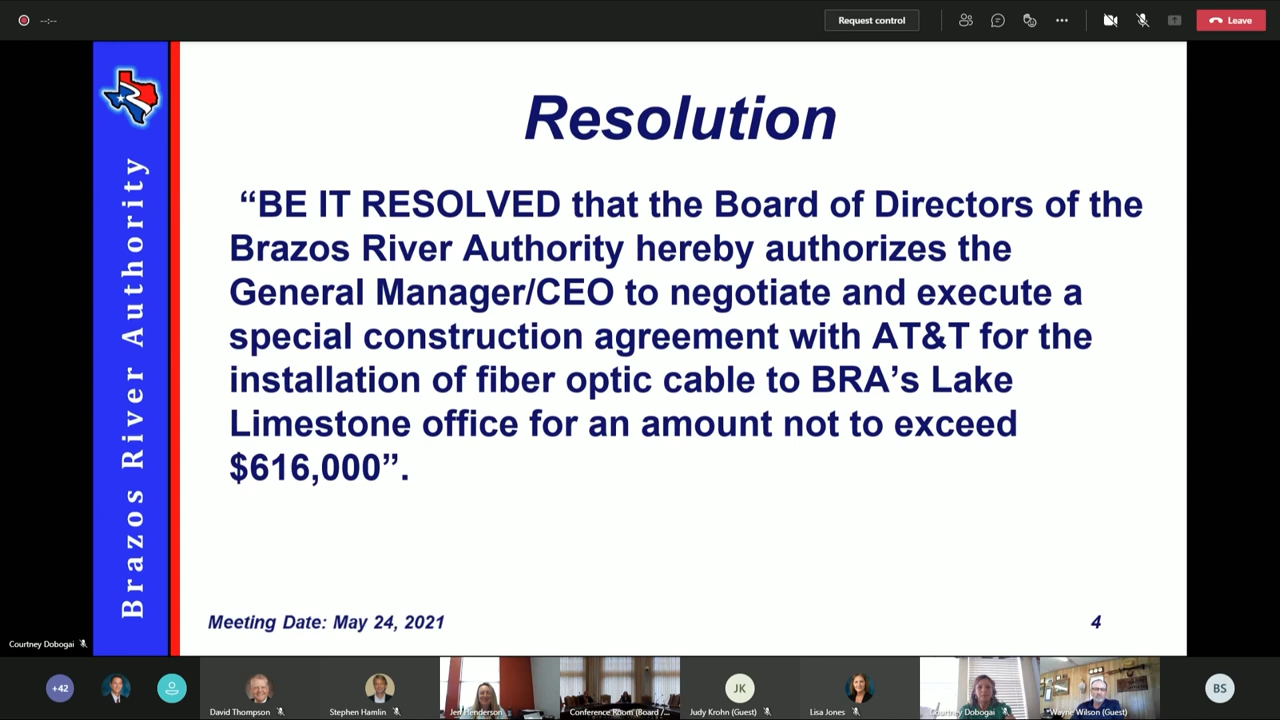 --:--
Request control
Leave
Brazos River Authority
Resolution
“BE IT RESOLVED that the Board of Directors of the
Brazos River Authority hereby authorizes the
General Manager/CEO to negotiate and execute a
special construction agreement with AT&T for the
installation of fiber optic cable to BRA’s Lake
Limestone office for an amount not to exceed
$616,000”.
Meeting Date: May 24, 2021
4
Courtney Dobogai
+42
David Thompson
Stephen Hamlin
Jen Henderson
Conference Room (Board /...
JK
Judy Krohn (Guest)
Lisa Jones
Courtney Dobogai
Wayne Wilson (Guest)
BS